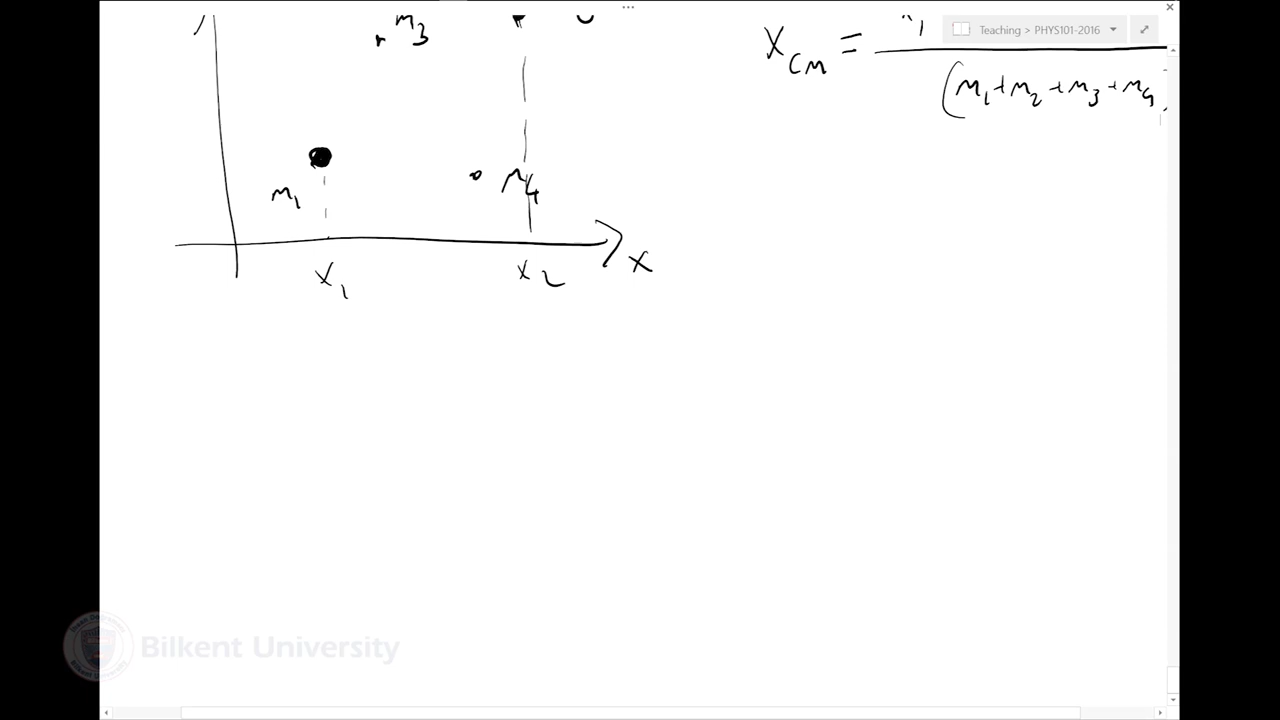 m3
Teaching > PHYS101-2016
xCM =
(m1+m2+m3+m4
m1
m4
x1
x2
x
Bilkent University